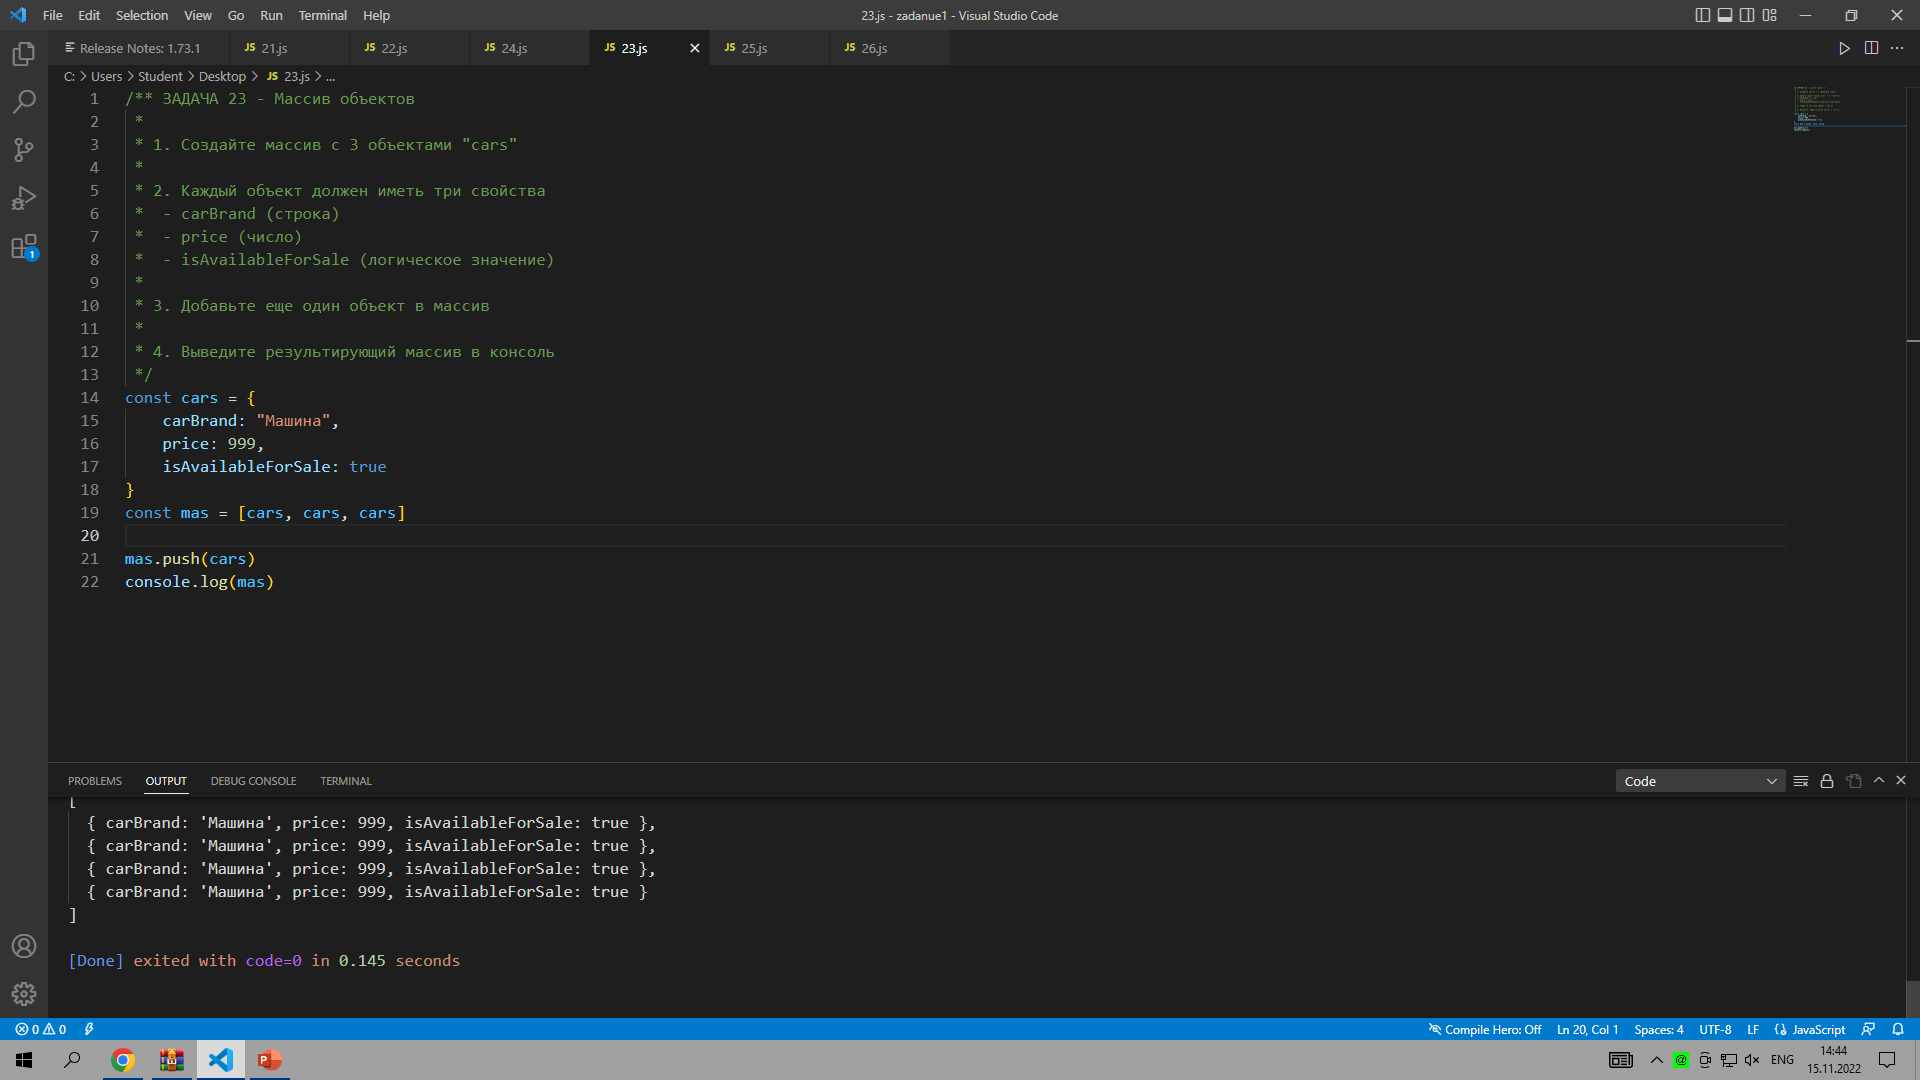 File Edit Selection View Go Run Terminal Help
23.js - zadanue1 - Visual Studio Code
Release Notes: 1.73.1
JS 21.js
JS 22.js
JS 24.js
JS 23.js
JS 25.js
JS 26.js
C: > Users > Student > Desktop > JS 23.js > ...
1 /** ЗАДАЧА 23 - Массив объектов
2 *
3 * 1. Создайте массив с 3 объектами "cars"
4 *
5 * 2. Каждый объект должен иметь три свойства
6 *  - carBrand (строка)
7 *  - price (число)
8 *  - isAvailableForSale (логическое значение)
9 *
10 * 3. Добавьте еще один объект в массив
11 *
12 * 4. Выведите результирующий массив в консоль
13 */
14 const cars = {
15     carBrand: "Машина",
16     price: 999,
17     isAvailableForSale: true
18 }
19 const mas = [cars, cars, cars]
20
21 mas.push(cars)
22 console.log(mas)
PROBLEMS OUTPUT DEBUG CONSOLE TERMINAL
Code
[
  { carBrand: 'Машина', price: 999, isAvailableForSale: true },
  { carBrand: 'Машина', price: 999, isAvailableForSale: true },
  { carBrand: 'Машина', price: 999, isAvailableForSale: true },
  { carBrand: 'Машина', price: 999, isAvailableForSale: true }
]
[Done] exited with code=0 in 0.145 seconds
1
0 0
Compile Hero: Off Ln 20, Col 1 Spaces: 4 UTF-8 LF JavaScript
ENG
14:44
15.11.2022